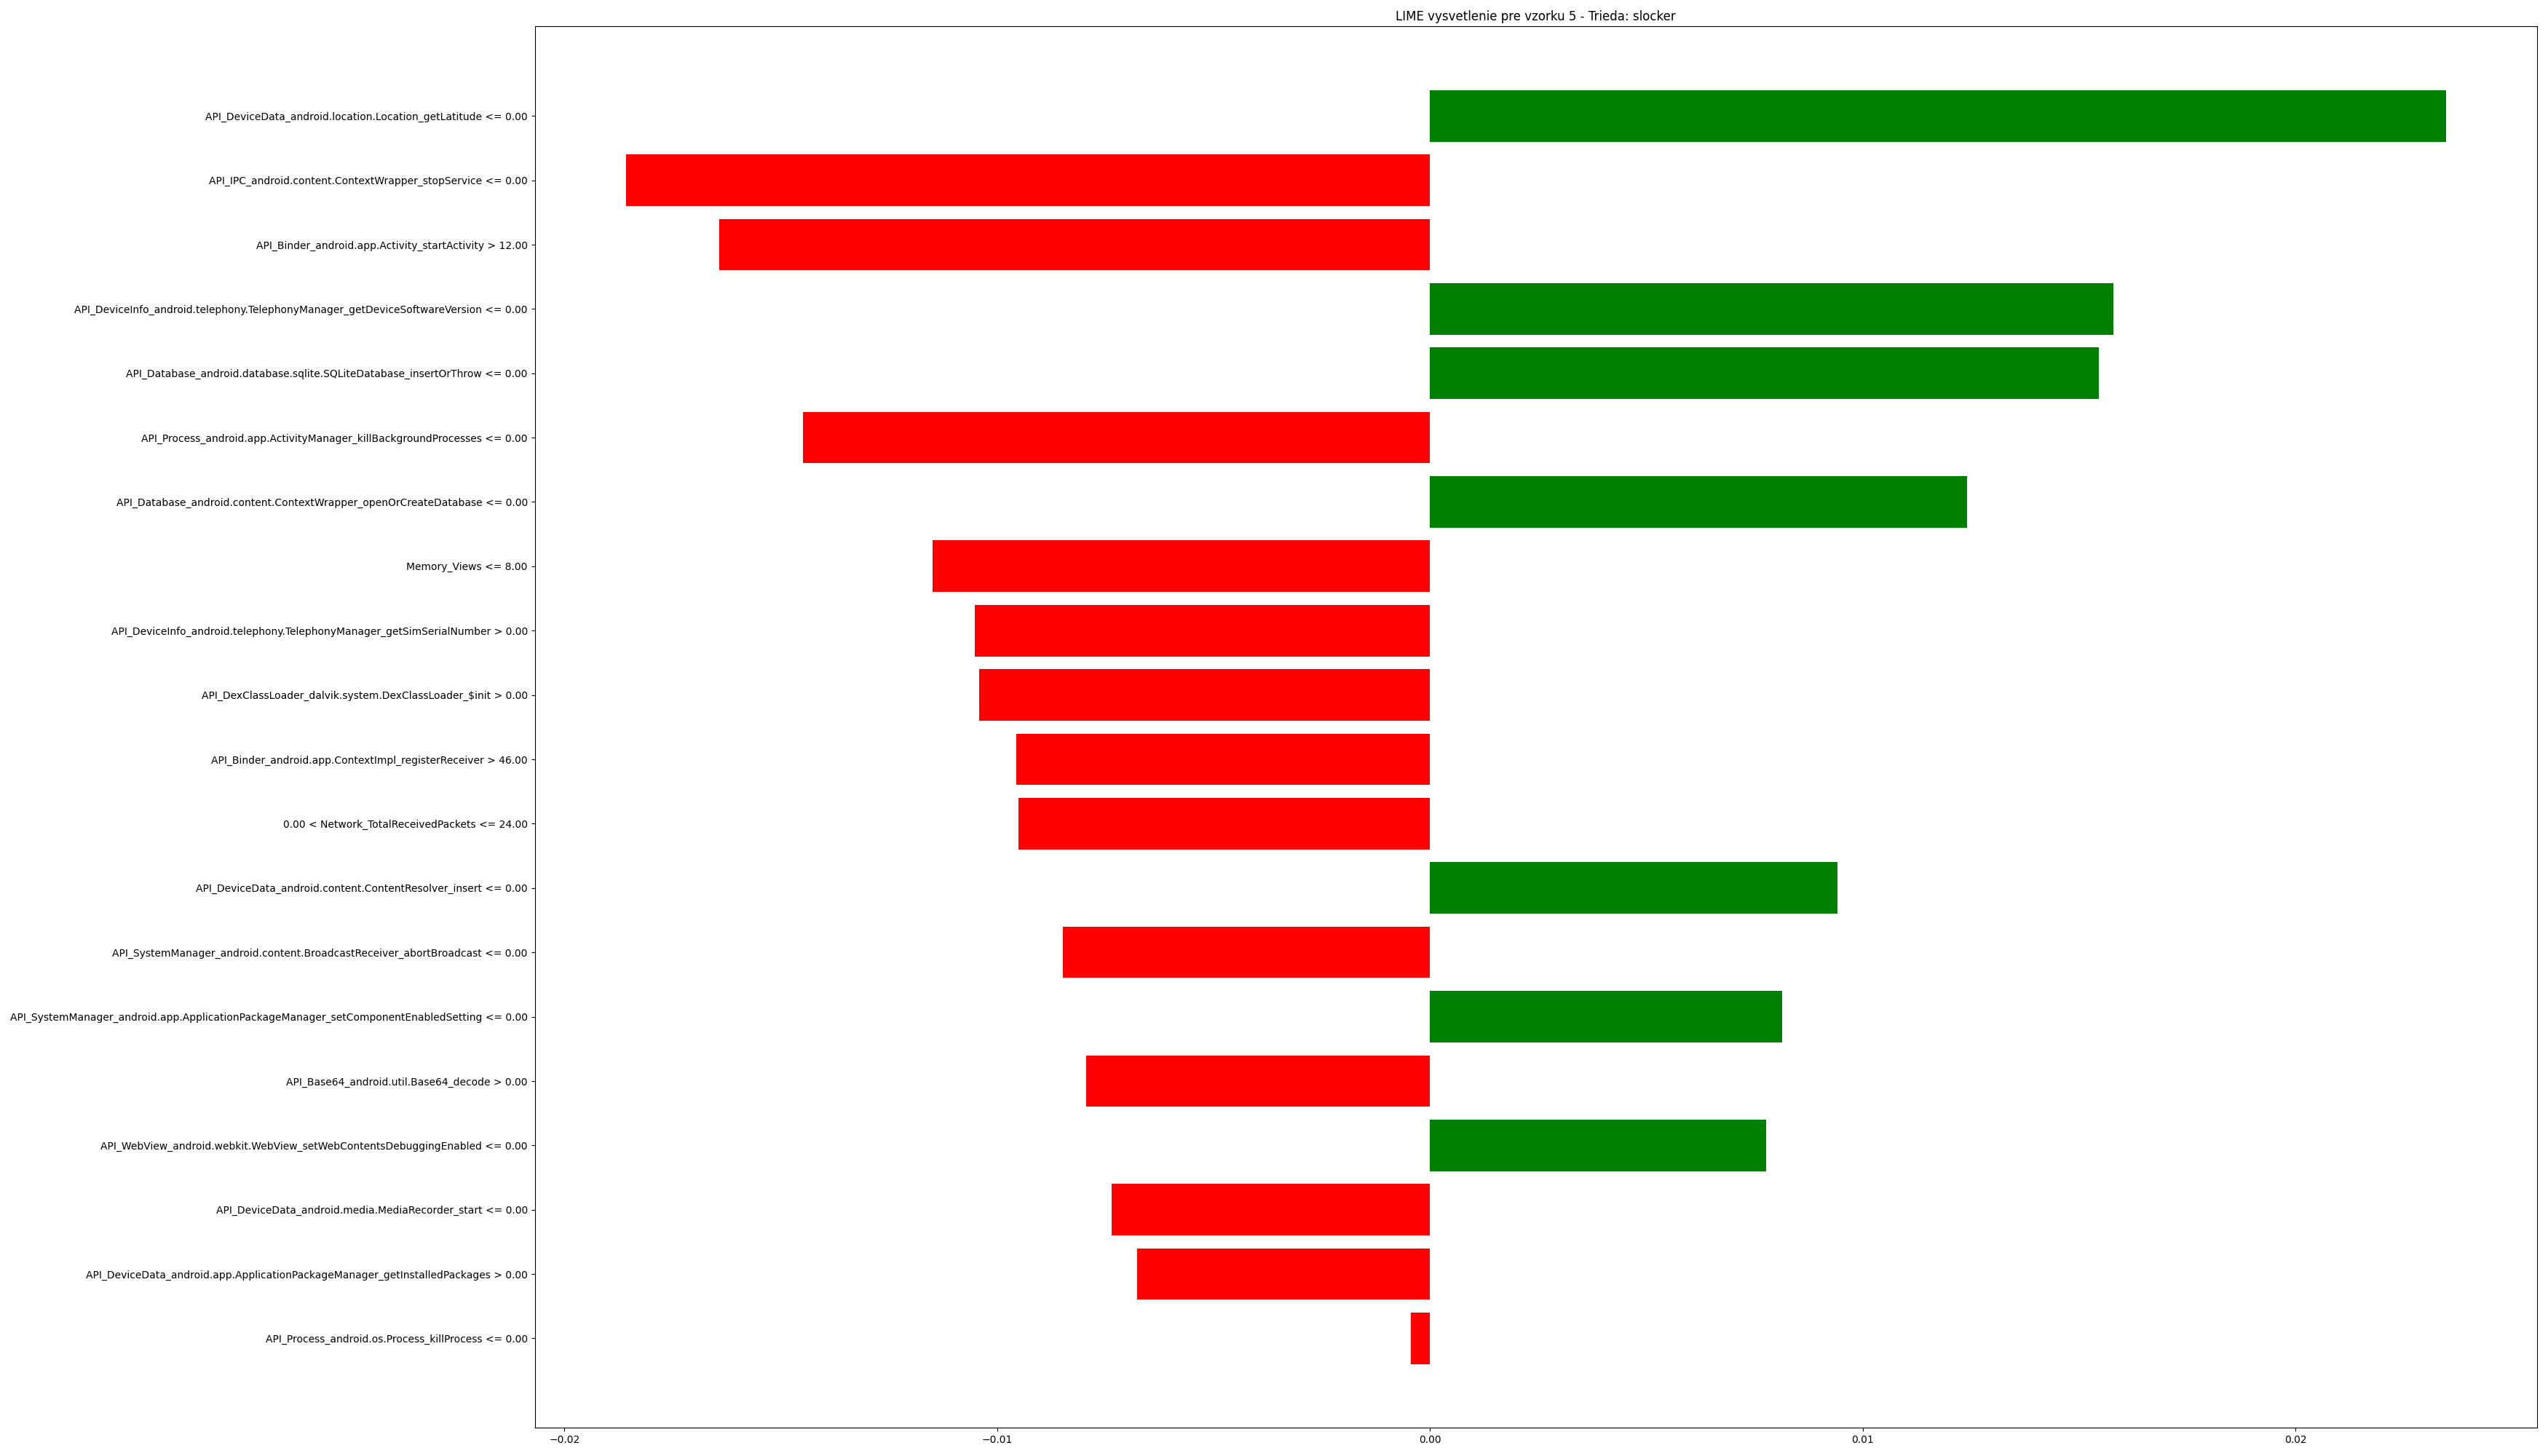 LIME vysvetlenie pre vzorku 5 - Trieda: slocker
API_DeviceData_android.location.Location_getLatitude <= 0.00
API_IPC_android.content.ContextWrapper_stopService <= 0.00
API_Binder_android.app.Activity_startActivity > 12.00
API_DeviceInfo_android.telephony.TelephonyManager_getDeviceSoftwareVersion <= 0.00
API_Database_android.database.sqlite.SQLiteDatabase_insertOrThrow <= 0.00
API_Process_android.app.ActivityManager_killBackgroundProcesses <= 0.00
API_Database_android.content.ContextWrapper_openOrCreateDatabase <= 0.00
Memory_Views <= 8.00
API_DeviceInfo_android.telephony.TelephonyManager_getSimSerialNumber > 0.00
API_DexClassLoader_dalvik.system.DexClassLoader_$init > 0.00
API_Binder_android.app.ContextImpl_registerReceiver > 46.00
0.00 < Network_TotalReceivedPackets <= 24.00
API_DeviceData_android.content.ContentResolver_insert <= 0.00
API_SystemManager_android.content.BroadcastReceiver_abortBroadcast <= 0.00
API_SystemManager_android.app.ApplicationPackageManager_setComponentEnabledSetting <= 0.00
API_Base64_android.util.Base64_decode > 0.00
API_WebView_android.webkit.WebView_setWebContentsDebuggingEnabled <= 0.00
API_DeviceData_android.media.MediaRecorder_start <= 0.00
API_DeviceData_android.app.ApplicationPackageManager_getInstalledPackages > 0.00
API_Process_android.os.Process_killProcess <= 0.00
−0.02 −0.01 0.00 0.01 0.02